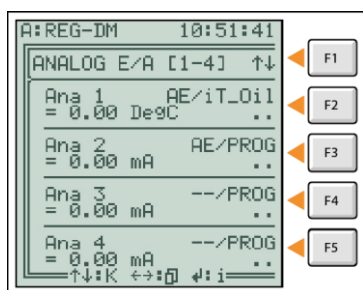 A:REG-DM 10:51:41
ANALOG E/A [1-4] ↑↓ F1
Ana 1 AE/iT_Oil
= 0.00 DegC .. F2
Ana 2 AE/PROG
= 0.00 mA .. F3
Ana 3 --/PROG
= 0.00 mA .. F4
Ana 4 --/PROG
= 0.00 mA .. F5
↑↓:K ↔:🗐 ↲:i